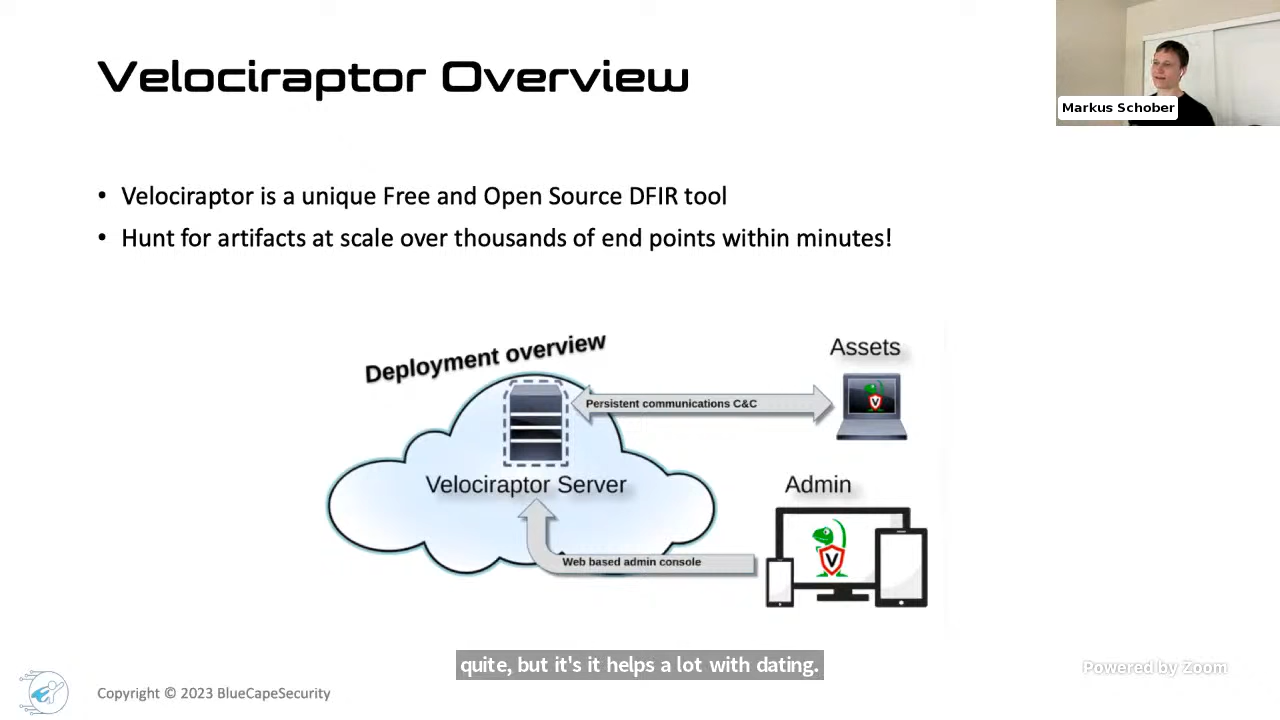 Velociraptor Overview
Markus Schober
• Velociraptor is a unique Free and Open Source DFIR tool
• Hunt for artifacts at scale over thousands of end points within minutes!
Deployment overview
Assets
Persistent communications C&C
Velociraptor Server
Admin
V
Web based admin console
quite, but it's it helps a lot with dating.
Powered by Zoom
Copyright © 2023 BlueCapeSecurity